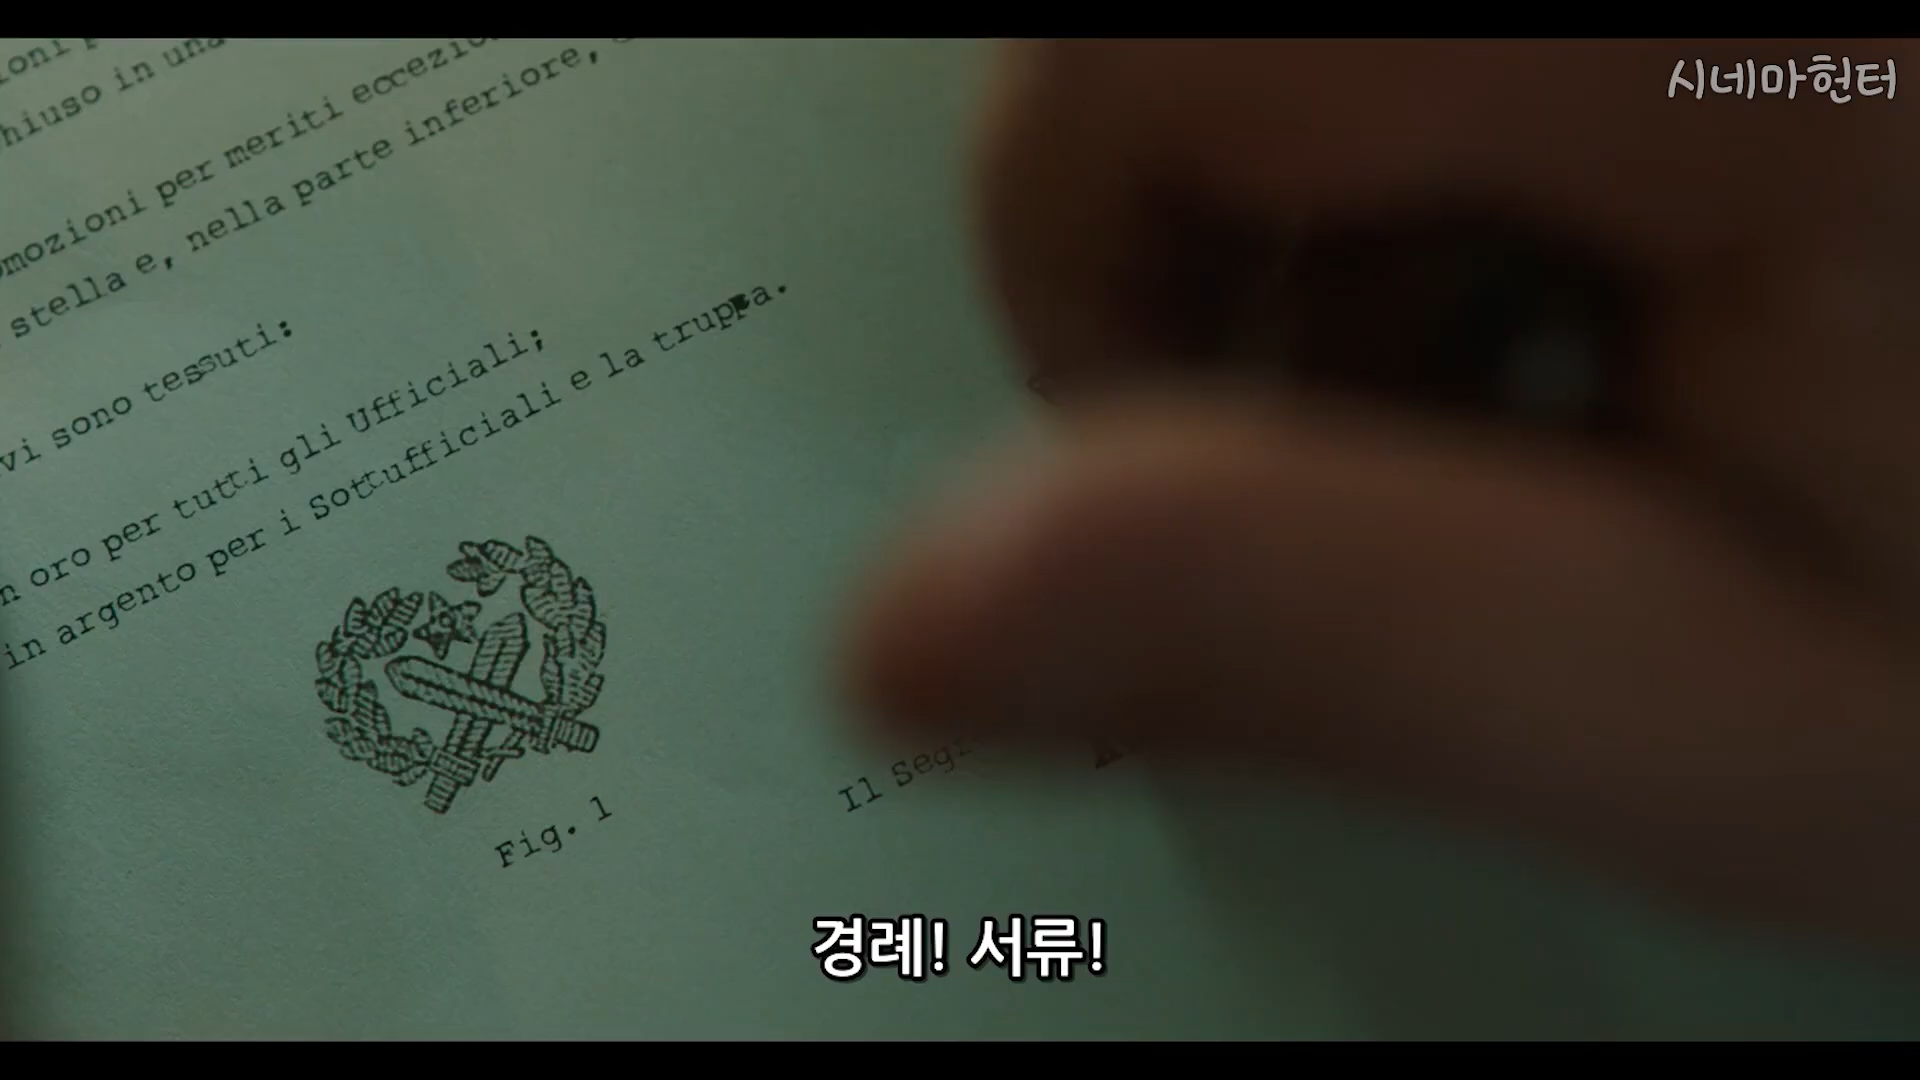 시네마헌터
hiuso in una
per meriti eccezio
stella e, nella parte inferiore,
vi sono tessuti:
oro per tutti gli Ufficiali;
in argento per i Sottufficiali e la truppa.
Fig. 1
Il Seg
경례! 서류!